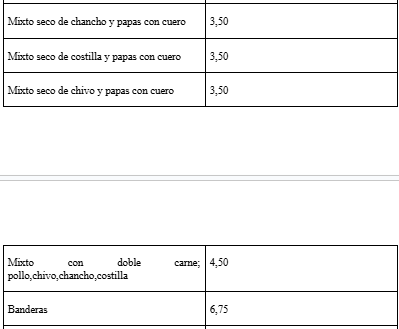 Mixto seco de chancho y papas con cuero 3,50
Mixto seco de costilla y papas con cuero 3,50
Mixto seco de chivo y papas con cuero 3,50
Mixto con doble carne; 4,50
pollo,chivo,chancho,costilla
Banderas 6,75